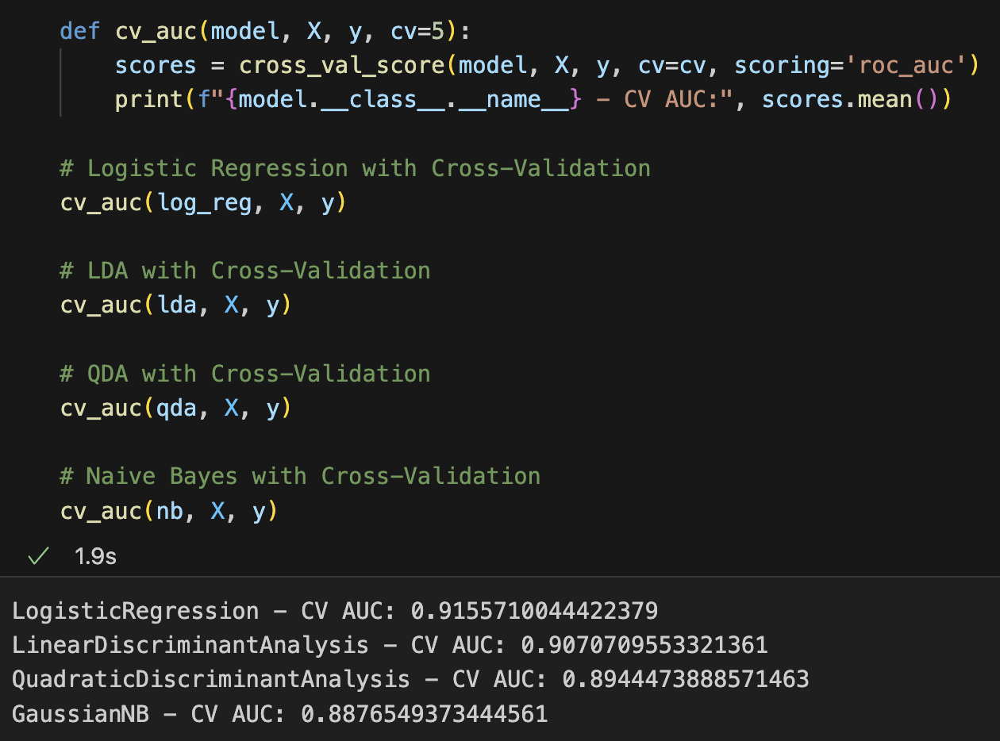 def cv_auc(model, X, y, cv=5):
    scores = cross_val_score(model, X, y, cv=cv, scoring='roc_auc')
    print(f"{model.__class__.__name__} – CV AUC:", scores.mean())
# Logistic Regression with Cross–Validation
cv_auc(log_reg, X, y)
# LDA with Cross–Validation
cv_auc(lda, X, y)
# QDA with Cross–Validation
cv_auc(qda, X, y)
# Naive Bayes with Cross–Validation
cv_auc(nb, X, y)
1.9s
LogisticRegression – CV AUC: 0.9155710044422379
LinearDiscriminantAnalysis – CV AUC: 0.9070709553321361
QuadraticDiscriminantAnalysis – CV AUC: 0.8944473888571463
GaussianNB – CV AUC: 0.8876549373444561